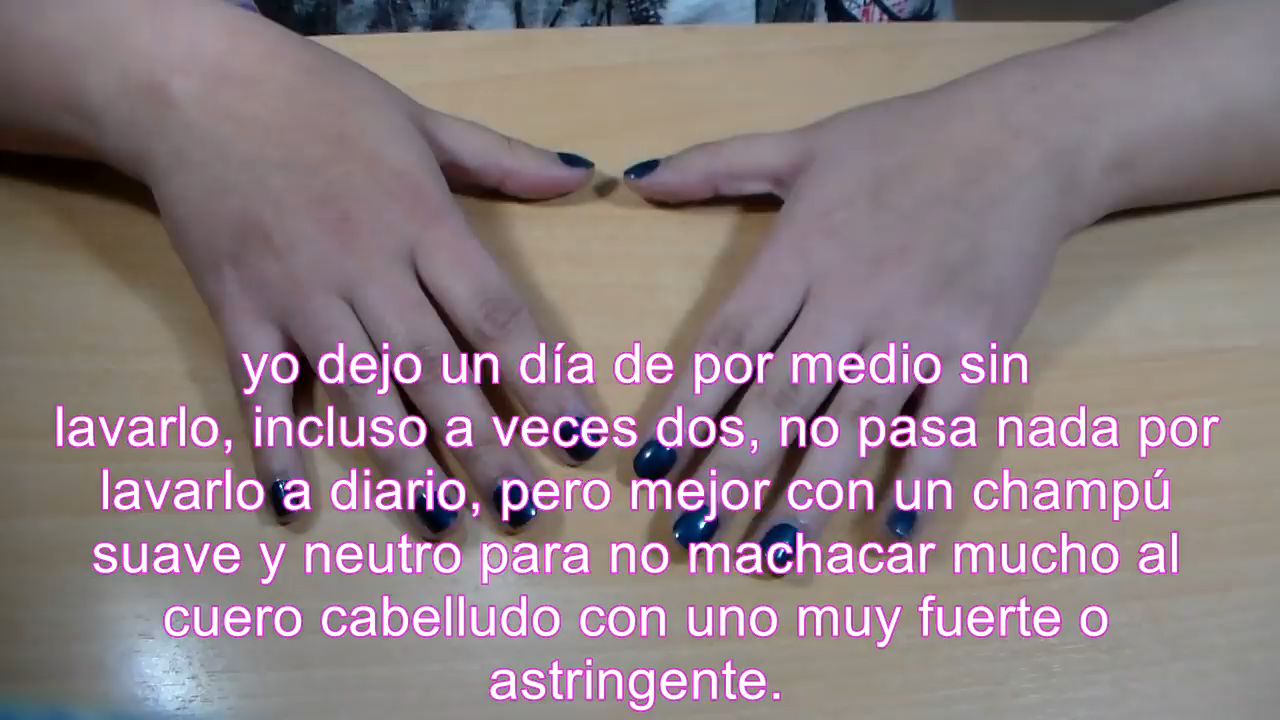 yo dejo un día de por medio sin
lavarlo, incluso a veces dos, no pasa nada por
lavarlo a diario, pero mejor con un champú
suave y neutro para no machacar mucho al
cuero cabelludo con uno muy fuerte o
astringente.